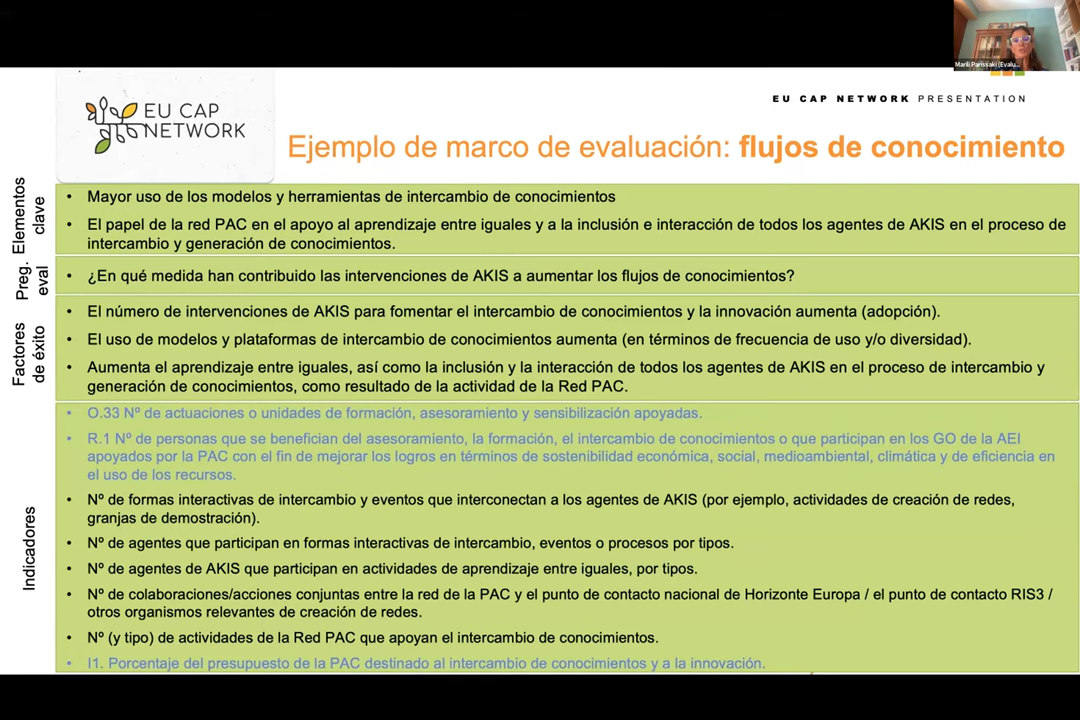 Marili Parissaki (Evalu...
EU CAP NETWORK PRESENTATION
EU CAP
NETWORK
Ejemplo de marco de evaluación: flujos de conocimiento
Elementos
clave
• Mayor uso de los modelos y herramientas de intercambio de conocimientos
• El papel de la red PAC en el apoyo al aprendizaje entre iguales y a la inclusión e interacción de todos los agentes de AKIS en el proceso de
intercambio y generación de conocimientos.
Preg.
eval
• ¿En qué medida han contribuido las intervenciones de AKIS a aumentar los flujos de conocimientos?
Factores
de éxito
• El número de intervenciones de AKIS para fomentar el intercambio de conocimientos y la innovación aumenta (adopción).
• El uso de modelos y plataformas de intercambio de conocimientos aumenta (en términos de frecuencia de uso y/o diversidad).
• Aumenta el aprendizaje entre iguales, así como la inclusión y la interacción de todos los agentes de AKIS en el proceso de intercambio y
generación de conocimientos, como resultado de la actividad de la Red PAC.
Indicadores
• O.33 Nº de actuaciones o unidades de formación, asesoramiento y sensibilización apoyadas.
• R.1 Nº de personas que se benefician del asesoramiento, la formación, el intercambio de conocimientos o que participan en los GO de la AEI
apoyados por la PAC con el fin de mejorar los logros en términos de sostenibilidad económica, social, medioambiental, climática y de eficiencia en
el uso de los recursos.
• Nº de formas interactivas de intercambio y eventos que interconectan a los agentes de AKIS (por ejemplo, actividades de creación de redes,
granjas de demostración).
• Nº de agentes que participan en formas interactivas de intercambio, eventos o procesos por tipos.
• Nº de agentes de AKIS que participan en actividades de aprendizaje entre iguales, por tipos.
• Nº de colaboraciones/acciones conjuntas entre la red de la PAC y el punto de contacto nacional de Horizonte Europa / el punto de contacto RIS3 /
otros organismos relevantes de creación de redes.
• Nº (y tipo) de actividades de la Red PAC que apoyan el intercambio de conocimientos.
• I1. Porcentaje del presupuesto de la PAC destinado al intercambio de conocimientos y a la innovación.